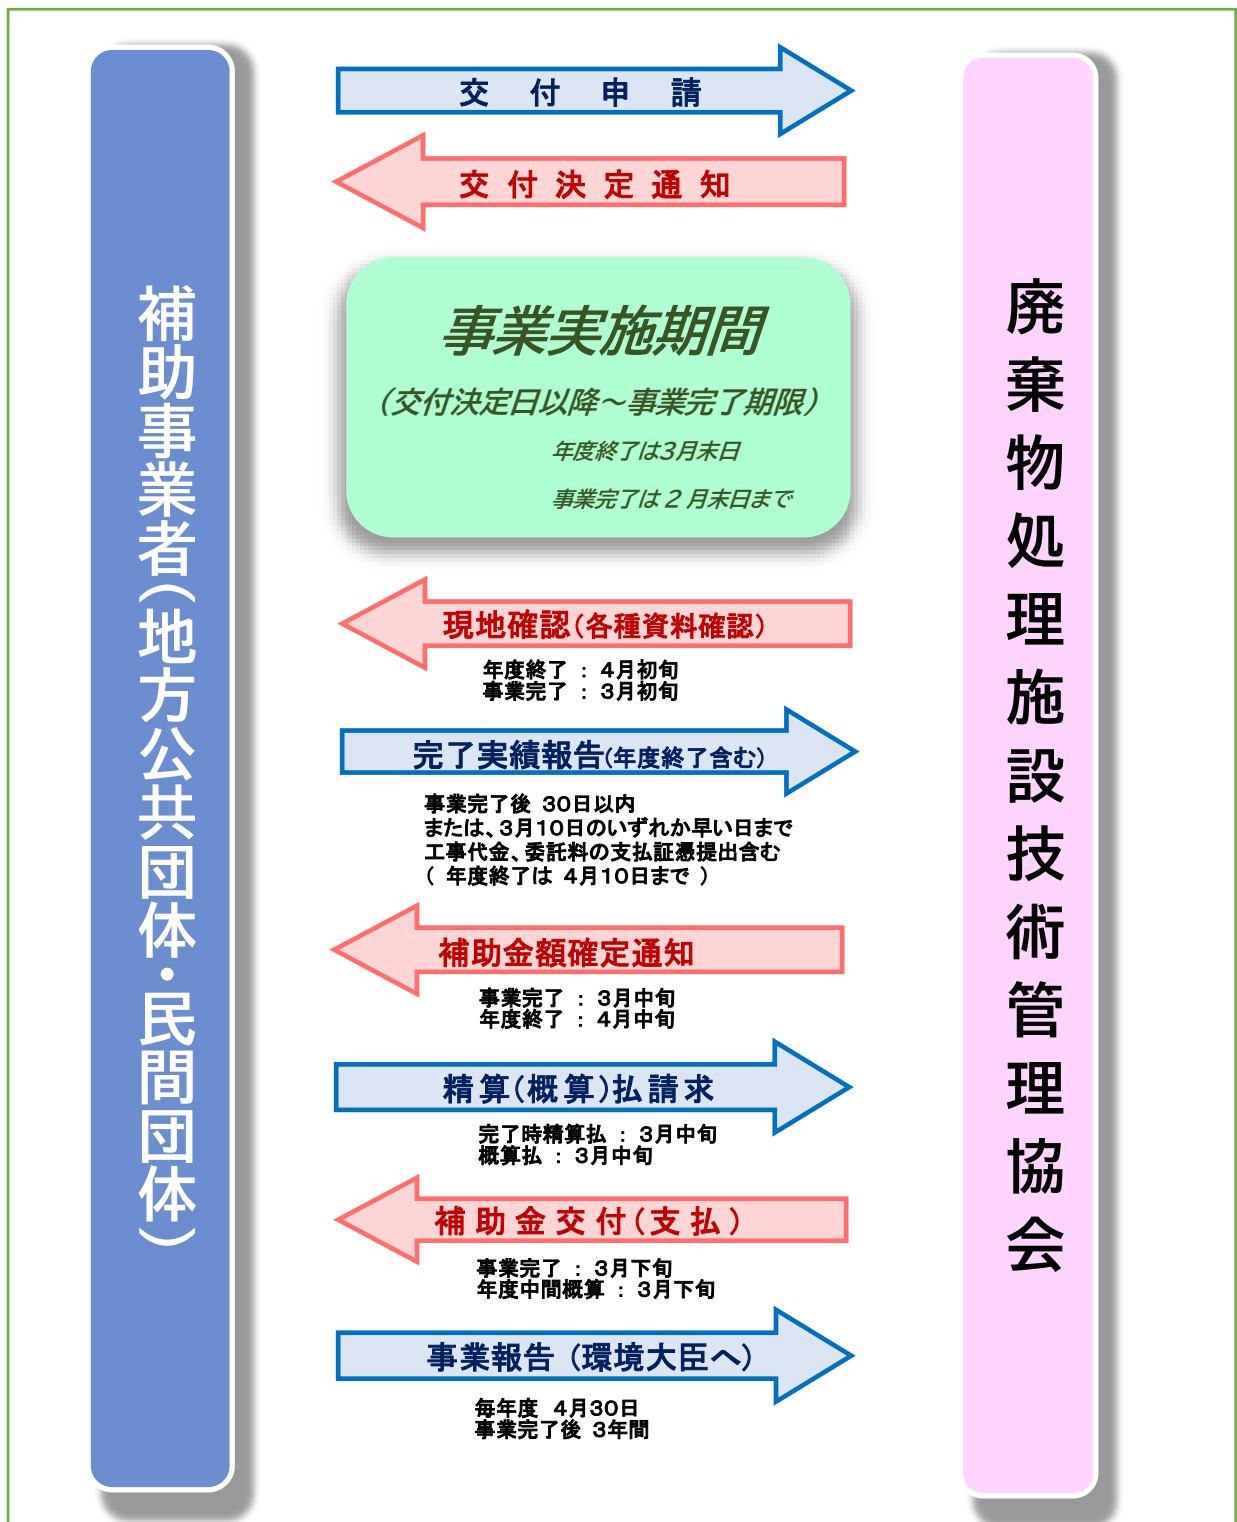 補助事業者(地方公共団体・民間団体)
交付申請
交付決定通知
事業実施期間
(交付決定日以降～事業完了期限)
年度終了は3月末日
事業完了は２月末日まで
現地確認(各種資料確認)
年度終了 ： 4月初旬
事業完了 ： 3月初旬
完了実績報告(年度終了含む)
事業完了後 30日以内
または、3月10日のいずれか早い日まで
工事代金、委託料の支払証憑提出含む
( 年度終了は 4月10日まで )
補助金額確定通知
事業完了 ： 3月中旬
年度終了 ： 4月中旬
精算(概算)払請求
完了時精算払 ： 3月中旬
概算払 ： 3月中旬
補助金交付(支払)
事業完了 ： 3月下旬
年度中間概算 ： 3月下旬
事業報告 (環境大臣へ)
毎年度 4月30日
事業完了後 3年間
廃棄物処理施設技術管理協会